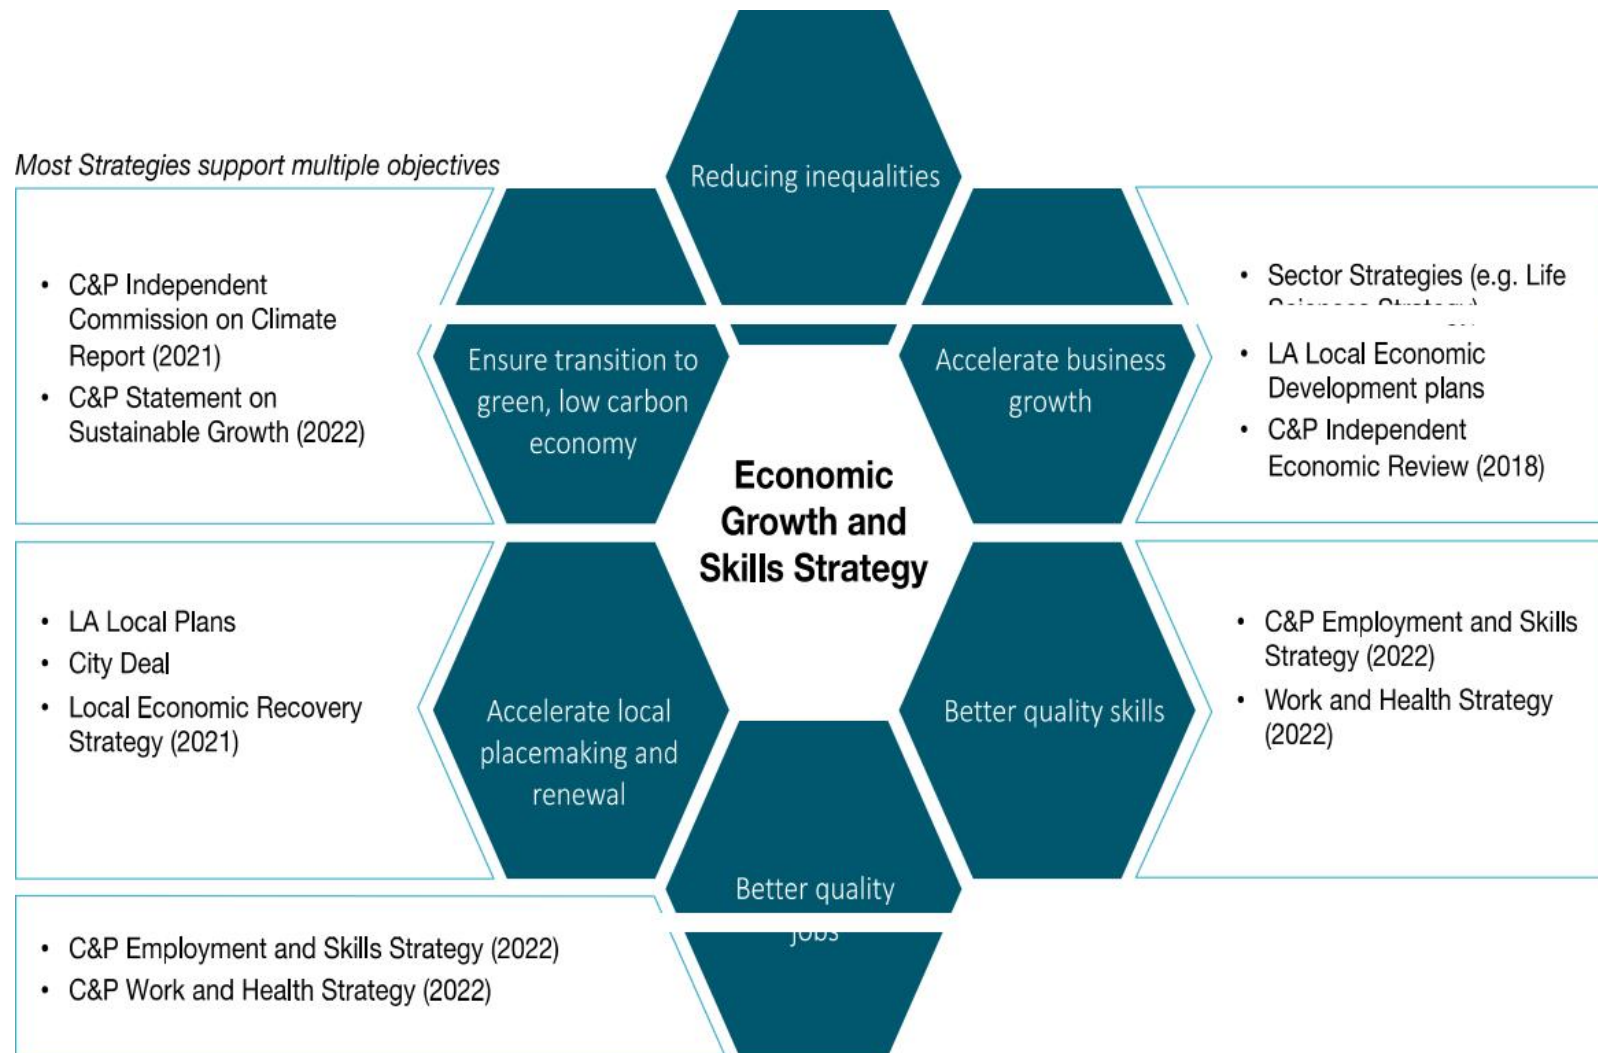 Most Strategies support multiple objectives
Reducing inequalities
• C&P Independent
Commission on Climate
Report (2021)
• C&P Statement on
Sustainable Growth (2022)
Ensure transition to
green, low carbon
economy
Accelerate business
growth
• Sector Strategies (e.g. Life
• LA Local Economic
Development plans
• C&P Independent
Economic Review (2018)
Economic
Growth and
Skills Strategy
• LA Local Plans
• City Deal
• Local Economic Recovery
Strategy (2021)
Accelerate local
placemaking and
renewal
Better quality skills
• C&P Employment and Skills
Strategy (2022)
• Work and Health Strategy
(2022)
Better quality
jobs
• C&P Employment and Skills Strategy (2022)
• C&P Work and Health Strategy (2022)